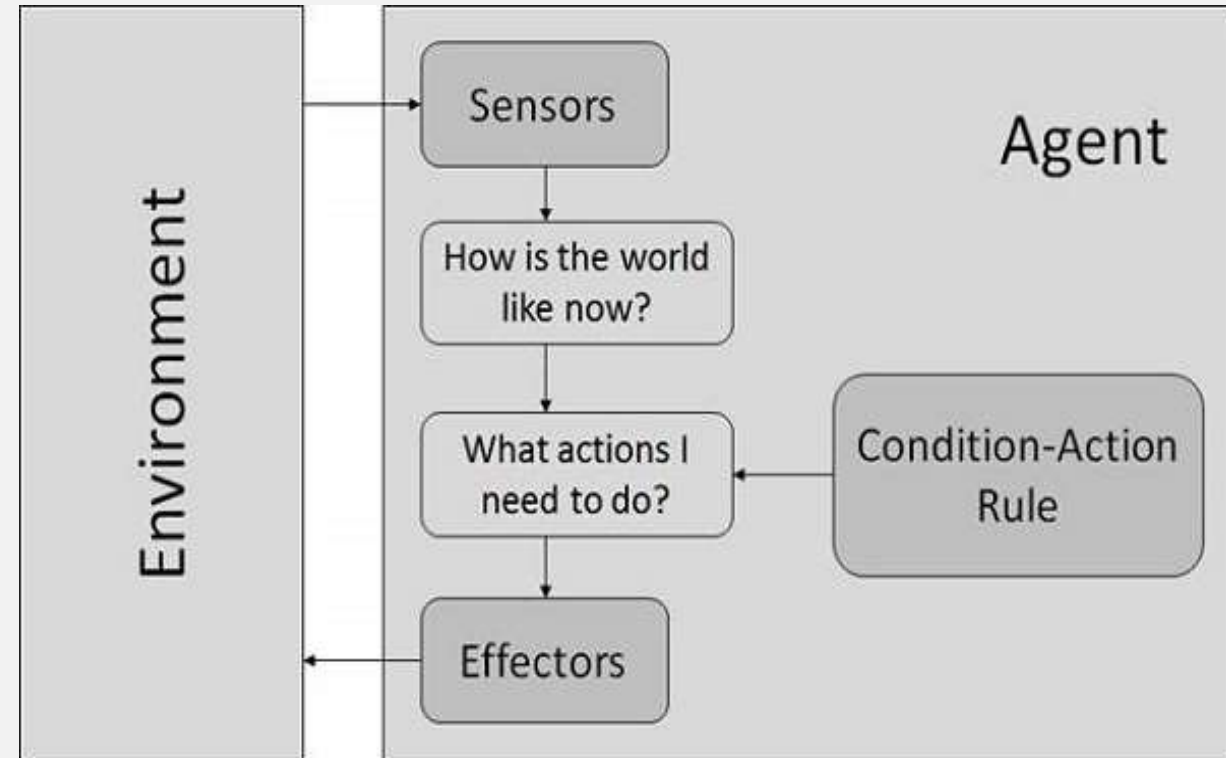 Environment
Sensors
Agent
How is the world
like now?
What actions I
need to do?
Condition-Action
Rule
Effectors